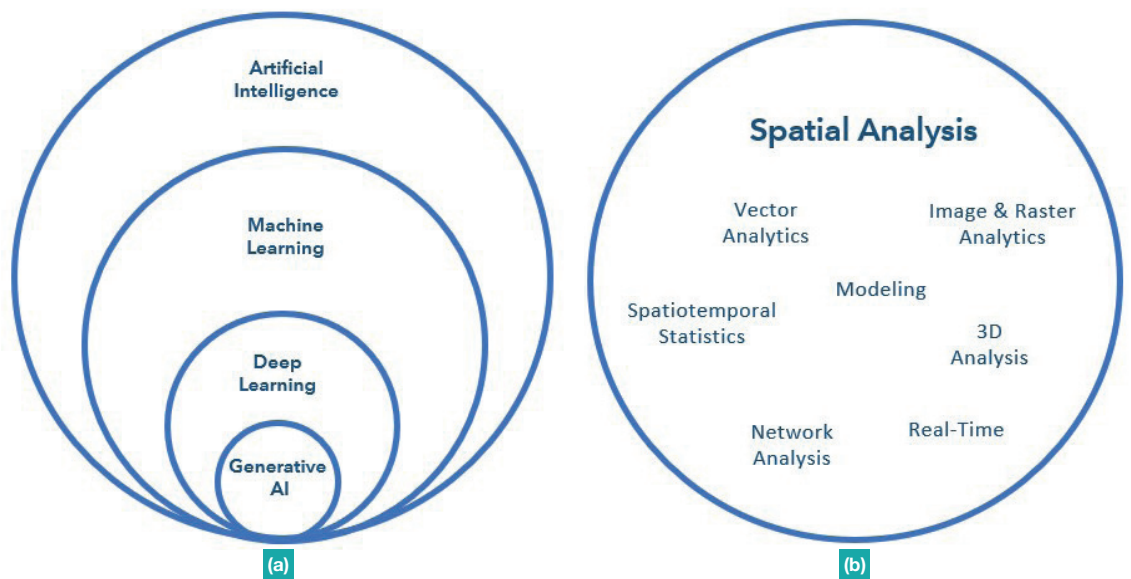 Artificial
Intelligence
Machine
Learning
Deep
Learning
Generative
AI
(a)
Spatial Analysis
Vector
Analytics
Image & Raster
Analytics
Modeling
Spatiotemporal
Statistics
3D
Analysis
Network
Analysis
Real-Time
(b)